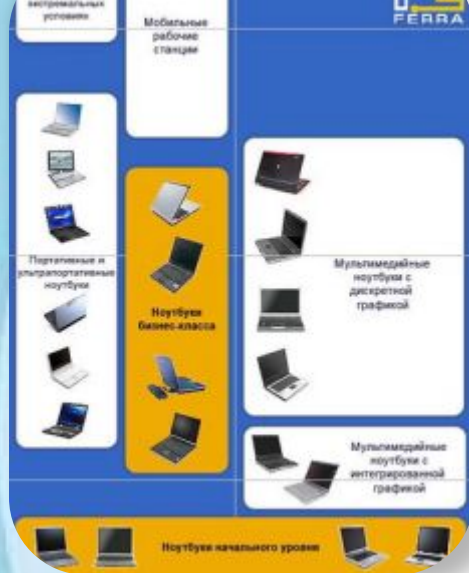 экстремальных
условиях
Мобильные
рабочие
станции
FERRA
Портативные и
ультрапортативные
ноутбуки
Ноутбуки
бизнес-класса
Мультимедийные
ноутбуки с
дискретной
графикой
Мультимедийные
ноутбуки с
интегрированной
графикой
Ноутбуки начального уровня